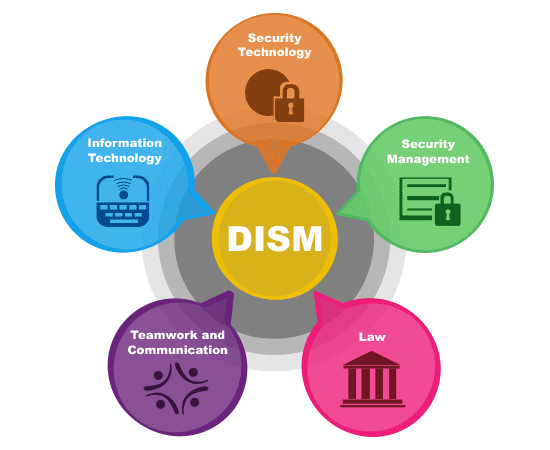 Security
Technology
Information
Technology
Security
Management
DISM
Teamwork and
Communication
Law